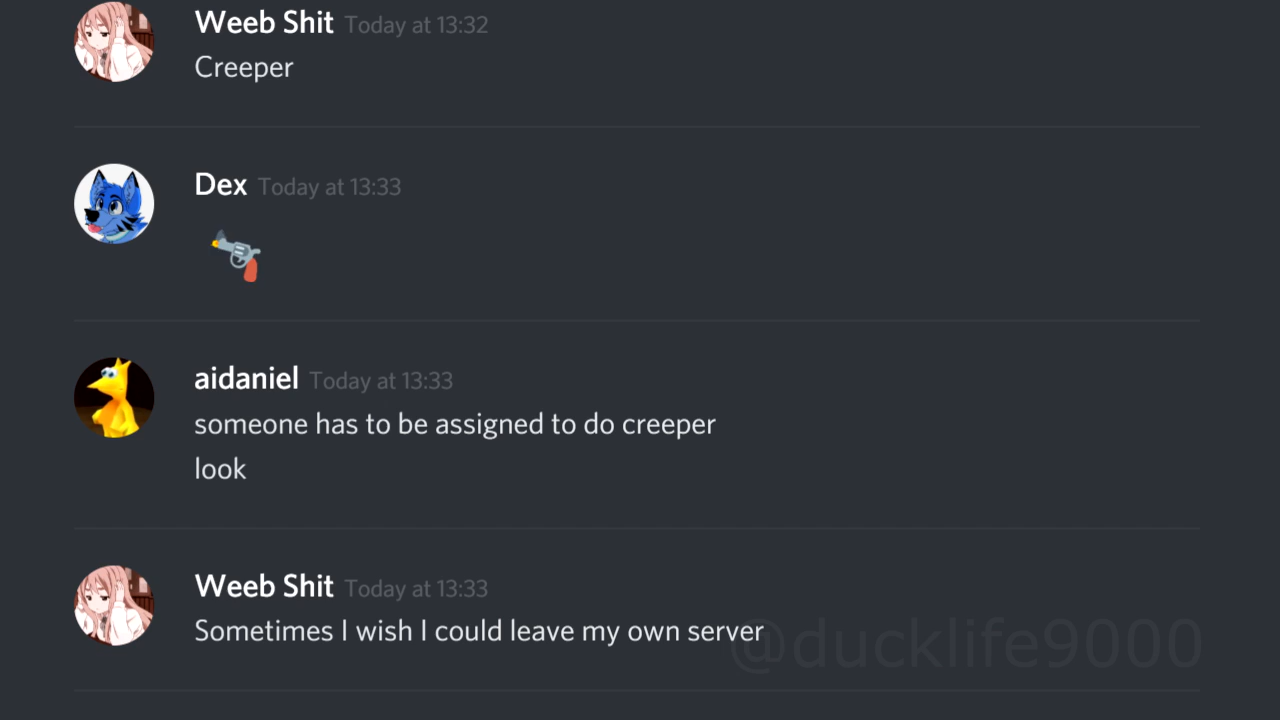 Weeb Shit Today at 13:32
Creeper
Dex Today at 13:33
aidaniel Today at 13:33
someone has to be assigned to do creeper
look
Weeb Shit Today at 13:33
Sometimes I wish I could leave my own server
@ducklife9000